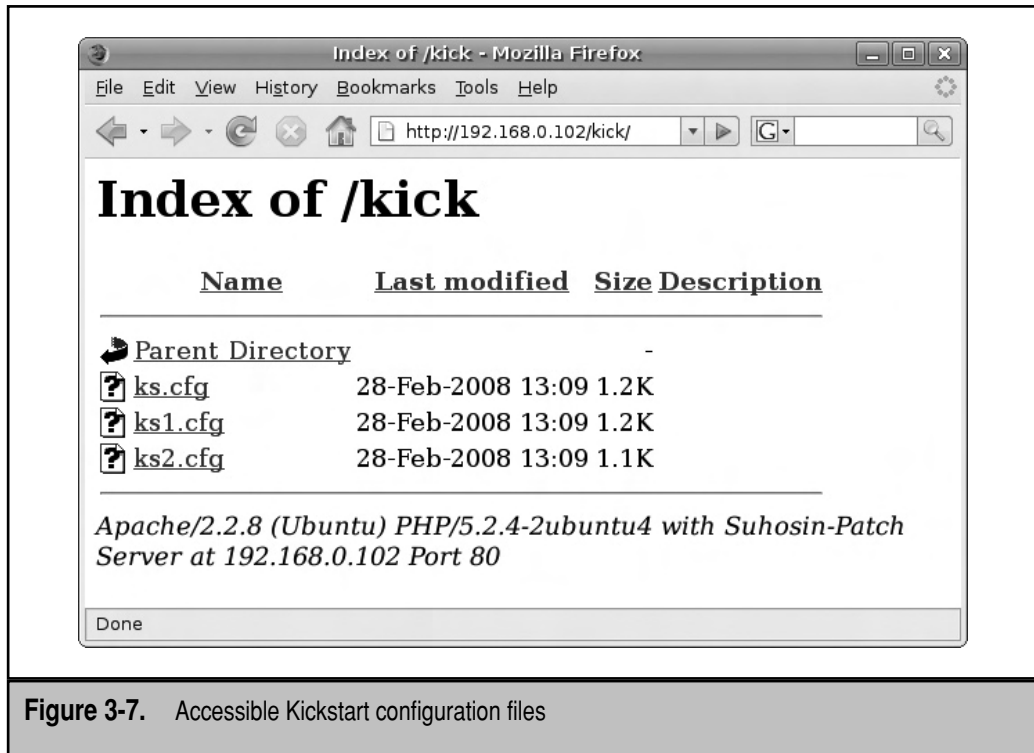 Index of /kick - Mozilla Firefox
File Edit View History Bookmarks Tools Help
http://192.168.0.102/kick/ G
Index of /kick
Name Last modified Size Description
Parent Directory -
? ks.cfg 28-Feb-2008 13:09 1.2K
? ks1.cfg 28-Feb-2008 13:09 1.2K
? ks2.cfg 28-Feb-2008 13:09 1.1K
Apache/2.2.8 (Ubuntu) PHP/5.2.4-2ubuntu4 with Suhosin-Patch
Server at 192.168.0.102 Port 80
Done
Figure 3-7. Accessible Kickstart configuration files